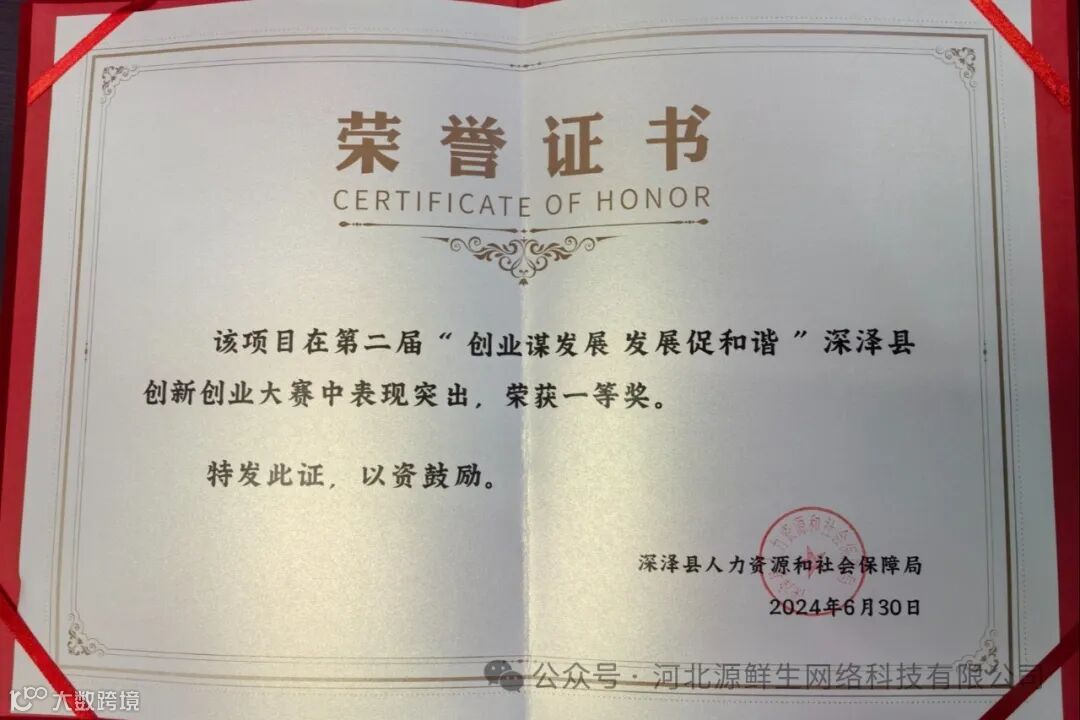 荣誉证书
CERTIFICATE OF HONOR
该项目在第二届“创业谋发展 发展促和谐”深泽县
创新创业大赛中表现突出，荣获一等奖。
特发此证，以资鼓励。
深泽县人力资源和社会保障局
2024年6月30日
公众号·河北源鲜生网络科技有限公司
大数跨境